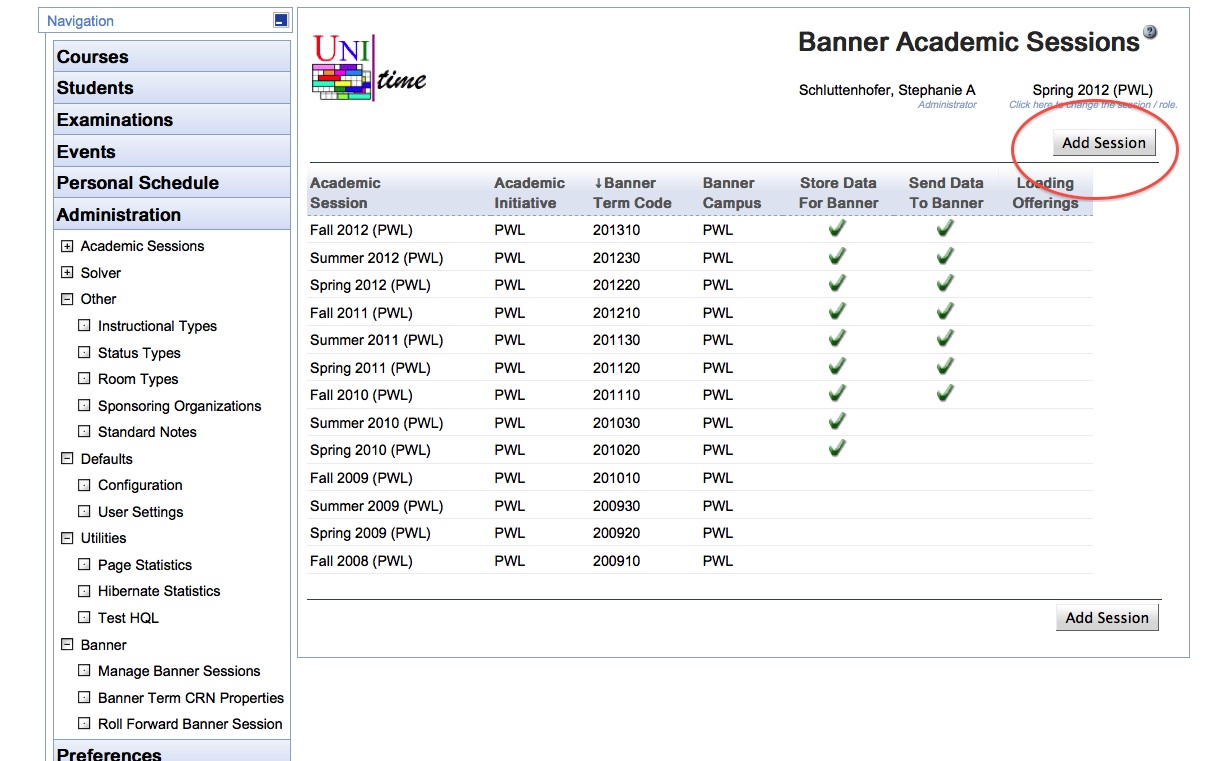 Navigation
Courses
Students
Examinations
Events
Personal Schedule
Administration
Academic Sessions
Solver
Other
Instructional Types
Status Types
Room Types
Sponsoring Organizations
Standard Notes
Defaults
Configuration
User Settings
Utilities
Page Statistics
Hibernate Statistics
Test HQL
Banner
Manage Banner Sessions
Banner Term CRN Properties
Roll Forward Banner Session
Preferences
UNI
time
Banner Academic Sessions ?
Schluttenhofer, Stephanie A Spring 2012 (PWL)
Administrator Click here to change the session / role.
Add Session
Academic Academic ↓Banner Banner Store Data Send Data Loading
Session Initiative Term Code Campus For Banner To Banner Offerings
Fall 2012 (PWL) PWL 201310 PWL
Summer 2012 (PWL) PWL 201230 PWL
Spring 2012 (PWL) PWL 201220 PWL
Fall 2011 (PWL) PWL 201210 PWL
Summer 2011 (PWL) PWL 201130 PWL
Spring 2011 (PWL) PWL 201120 PWL
Fall 2010 (PWL) PWL 201110 PWL
Summer 2010 (PWL) PWL 201030 PWL
Spring 2010 (PWL) PWL 201020 PWL
Fall 2009 (PWL) PWL 201010 PWL
Summer 2009 (PWL) PWL 200930 PWL
Spring 2009 (PWL) PWL 200920 PWL
Fall 2008 (PWL) PWL 200910 PWL
Add Session